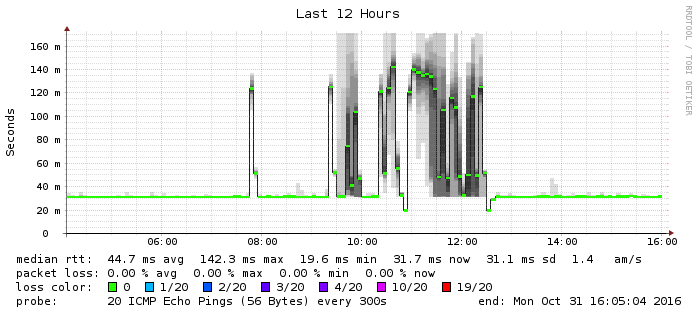 Last 12 Hours
RRDTOOL / TOBI OETIKER
Seconds
160 m
140 m
120 m
100 m
80 m
60 m
40 m
20 m
0
06:00 08:00 10:00 12:00 14:00 16:00
median rtt: 44.7 ms avg 142.3 ms max 19.6 ms min 31.7 ms now 31.1 ms sd 1.4 am/s
packet loss: 0.00 % avg 0.00 % max 0.00 % min 0.00 % now
loss color: 0 1/20 2/20 3/20 4/20 10/20 19/20
probe: 20 ICMP Echo Pings (56 Bytes) every 300s end: Mon Oct 31 16:05:04 2016